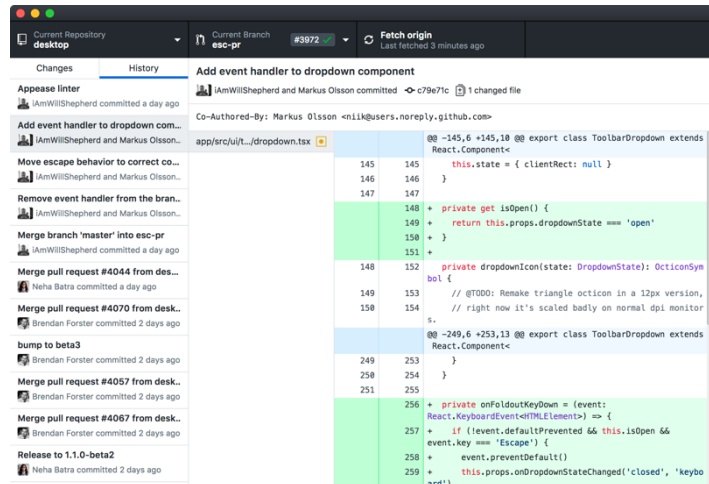 Current Repository
desktop
Current Branch
esc-pr
#3972
Fetch origin
Last fetched 3 minutes ago
Changes
History
Appease linter
iAmWillShepherd committed a day ago
Add event handler to dropdown com...
iAmWillShepherd and Markus Olsson...
Move escape behavior to correct co...
iAmWillShepherd and Markus Olsson...
Remove event handler from the bran...
iAmWillShepherd and Markus Olsson...
Merge branch 'master' into esc-pr
iAmWillShepherd committed a day ago
Merge pull request #4044 from des...
Neha Batra committed a day ago
Merge pull request #4070 from desk...
Brendan Forster committed 2 days ago
bump to beta3
Brendan Forster committed 2 days ago
Merge pull request #4057 from desk...
Brendan Forster committed 2 days ago
Merge pull request #4067 from desk...
Brendan Forster committed 2 days ago
Release to 1.1.0-beta2
Neha Batra committed 2 days ago
Add event handler to dropdown component
iAmWillShepherd and Markus Olsson committed c79e71c 1 changed file
Co-Authored-By: Markus Olsson <niik@users.noreply.github.com>
app/src/ui/t.../dropdown.tsx
@@ -145,6 +145,10 @@ export class ToolbarDropdown extends
React.Component<
145 145 this.state = { clientRect: null }
146 146 }
147 147
148 + private get isOpen() {
149 + return this.props.dropdownState === 'open'
150 + }
151 +
148 152 private dropdownIcon(state: DropdownState): OcticonSym
bol {
149 153 // @TODO: Remake triangle octicon in a 12px version,
150 154 // right now it's scaled badly on normal dpi monitor
s.
@@ -249,6 +253,13 @@ export class ToolbarDropdown extends
React.Component<
249 253 }
250 254 }
251 255
256 + private onFoldoutKeyDown = (event:
React.KeyboardEvent<HTMLElement>) => {
257 + if (!event.defaultPrevented && this.isOpen &&
event.key === 'Escape') {
258 + event.preventDefault()
259 + this.props.onDropdownStateChanged('closed', 'keybo
ard')